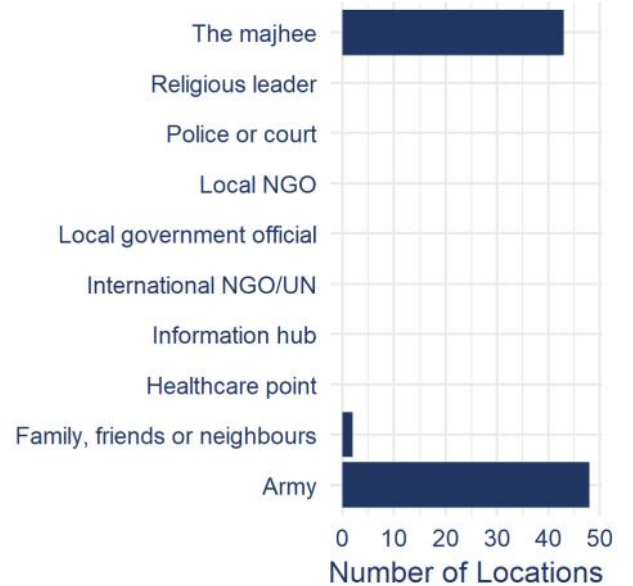 The majhee
Religious leader
Police or court
Local NGO
Local government official
International NGO/UN
Information hub
Healthcare point
Family, friends or neighbours
Army
0 10 20 30 40 50
Number of Locations